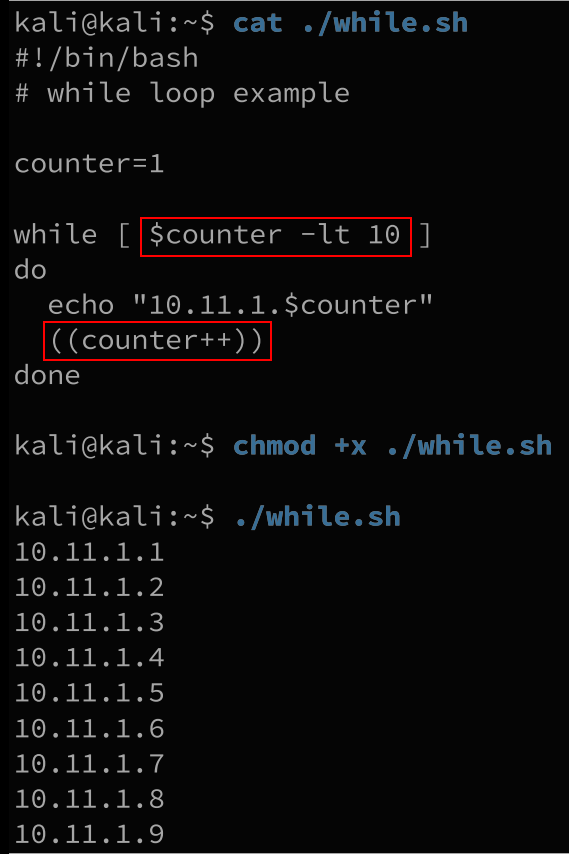 kali@kali:~$ cat ./while.sh
#!/bin/bash
# while loop example
counter=1
while [ $counter -lt 10 ]
do
echo "10.11.1.$counter"
((counter++))
done
kali@kali:~$ chmod +x ./while.sh
kali@kali:~$ ./while.sh
10.11.1.1
10.11.1.2
10.11.1.3
10.11.1.4
10.11.1.5
10.11.1.6
10.11.1.7
10.11.1.8
10.11.1.9